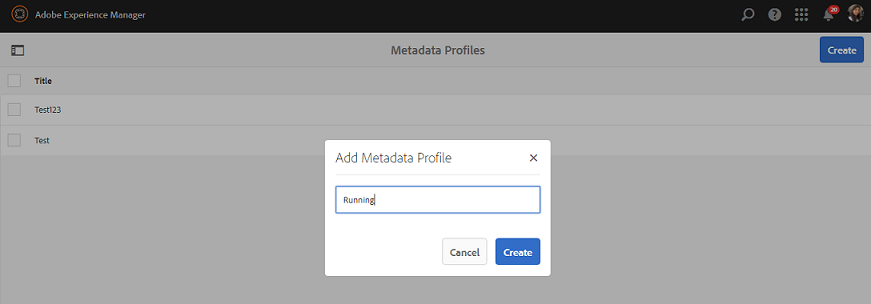 Adobe Experience Manager
20
Metadata Profiles
Create
Title
Test123
Test
Add Metadata Profile
Running
Cancel
Create